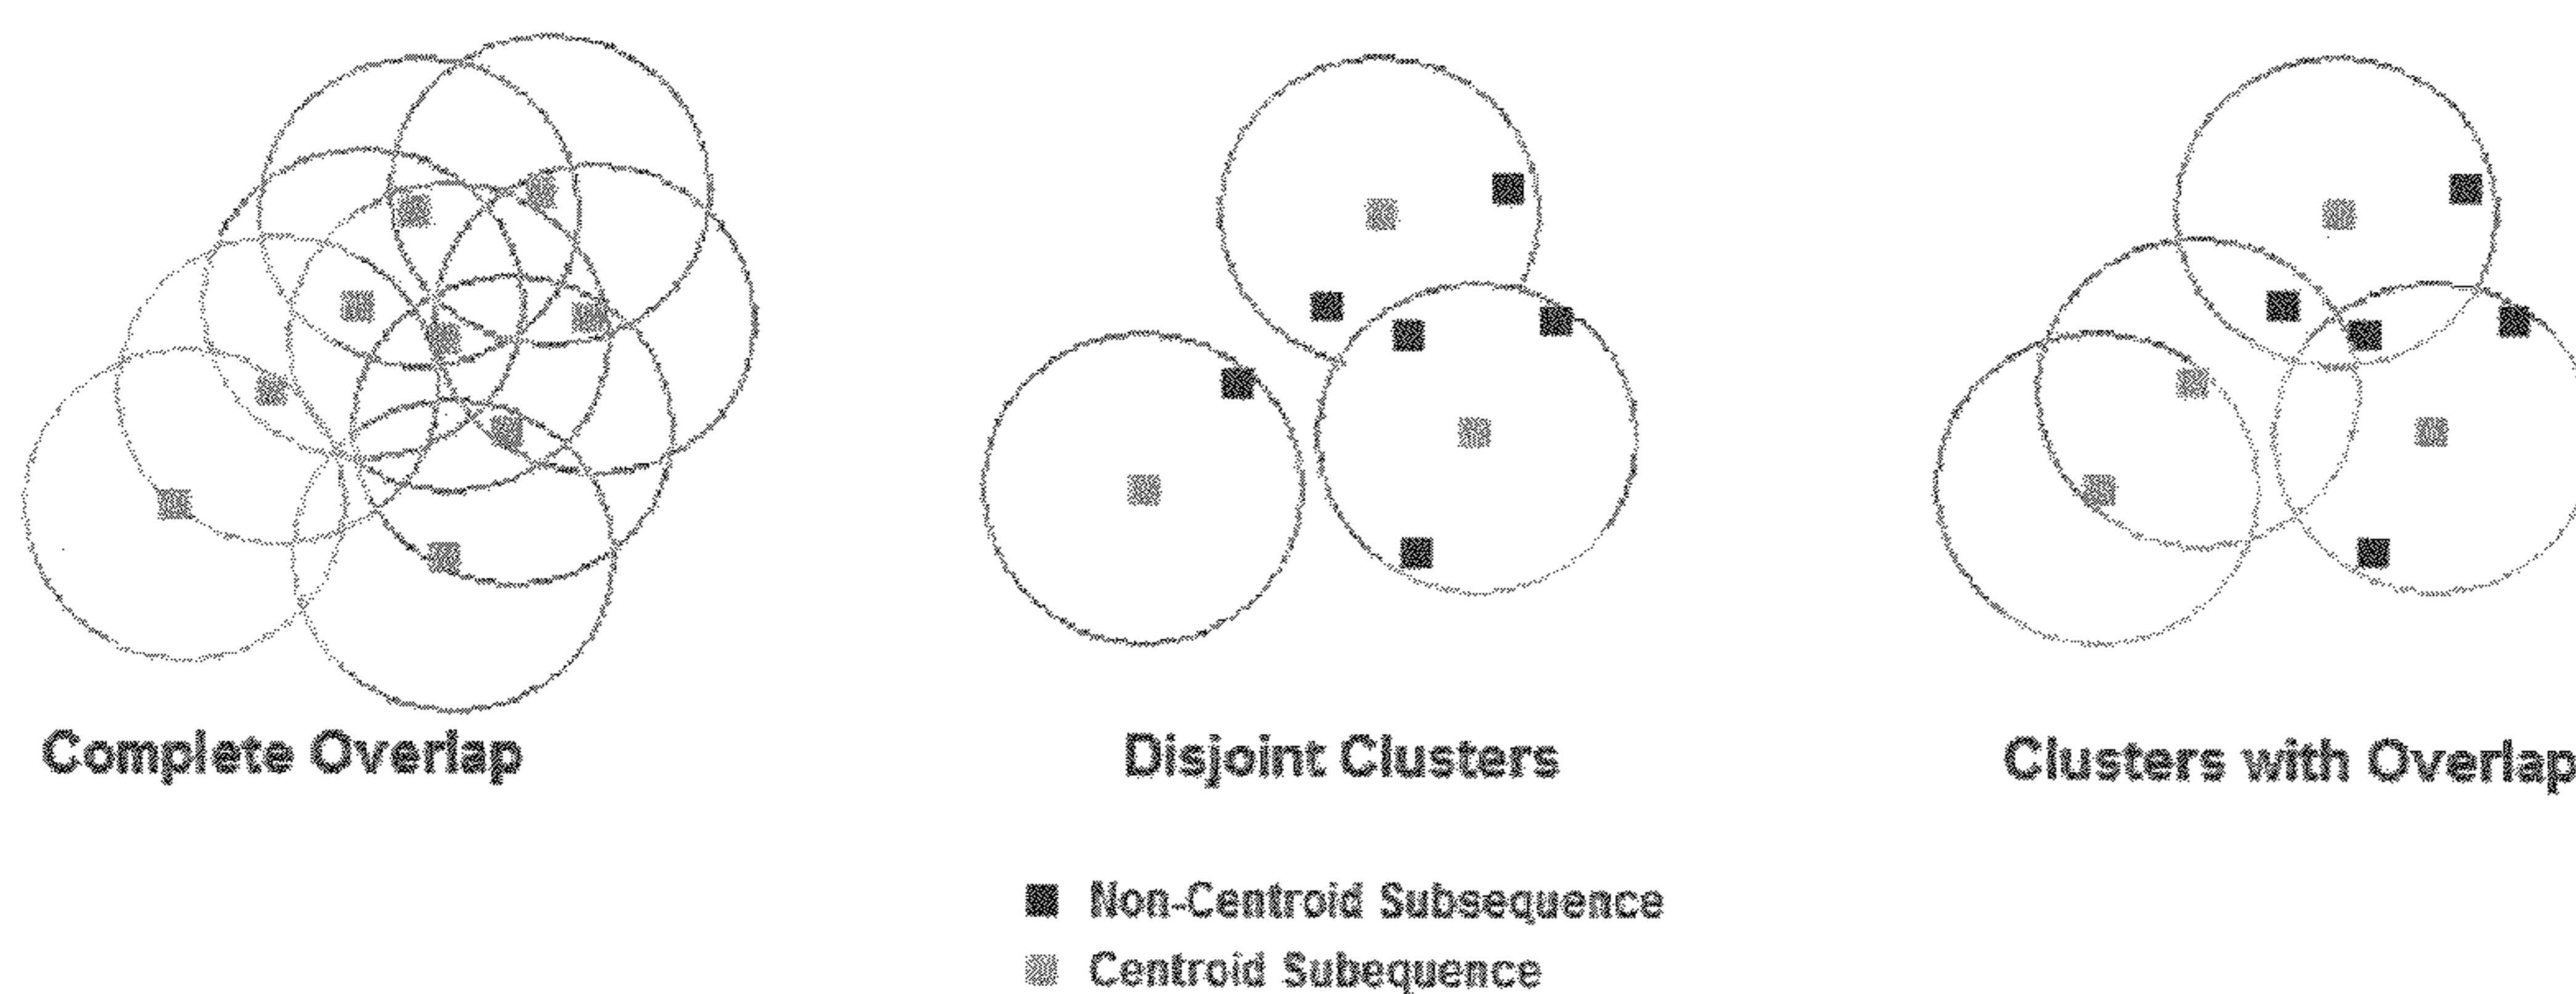 Complete Overlap
Disjoint Clusters
Clusters with Overlap
Non-Centroid Subsequence
Centroid Subequence